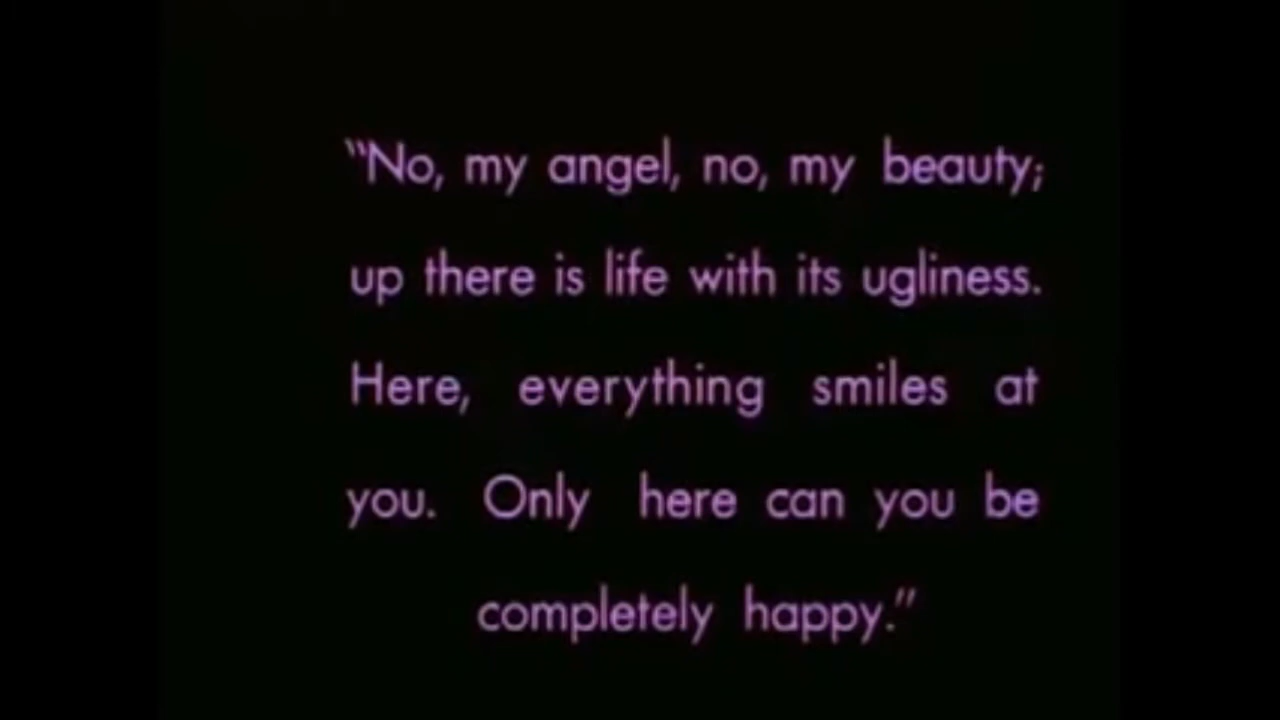 “No, my angel, no, my beauty;
up there is life with its ugliness.
Here, everything smiles at
you. Only here can you be
completely happy.”